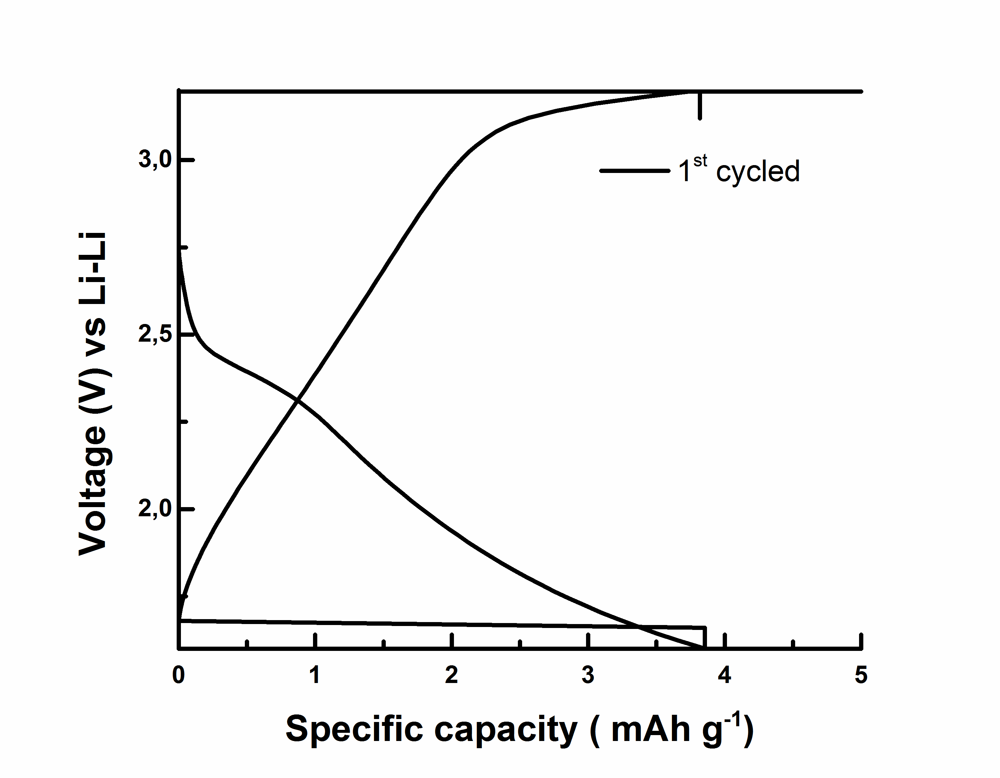 3,0
1st cycled
2,5
2,0
Voltage (V) vs Li-Li
0 1 2 3 4 5
Specific capacity ( mAh g-1)